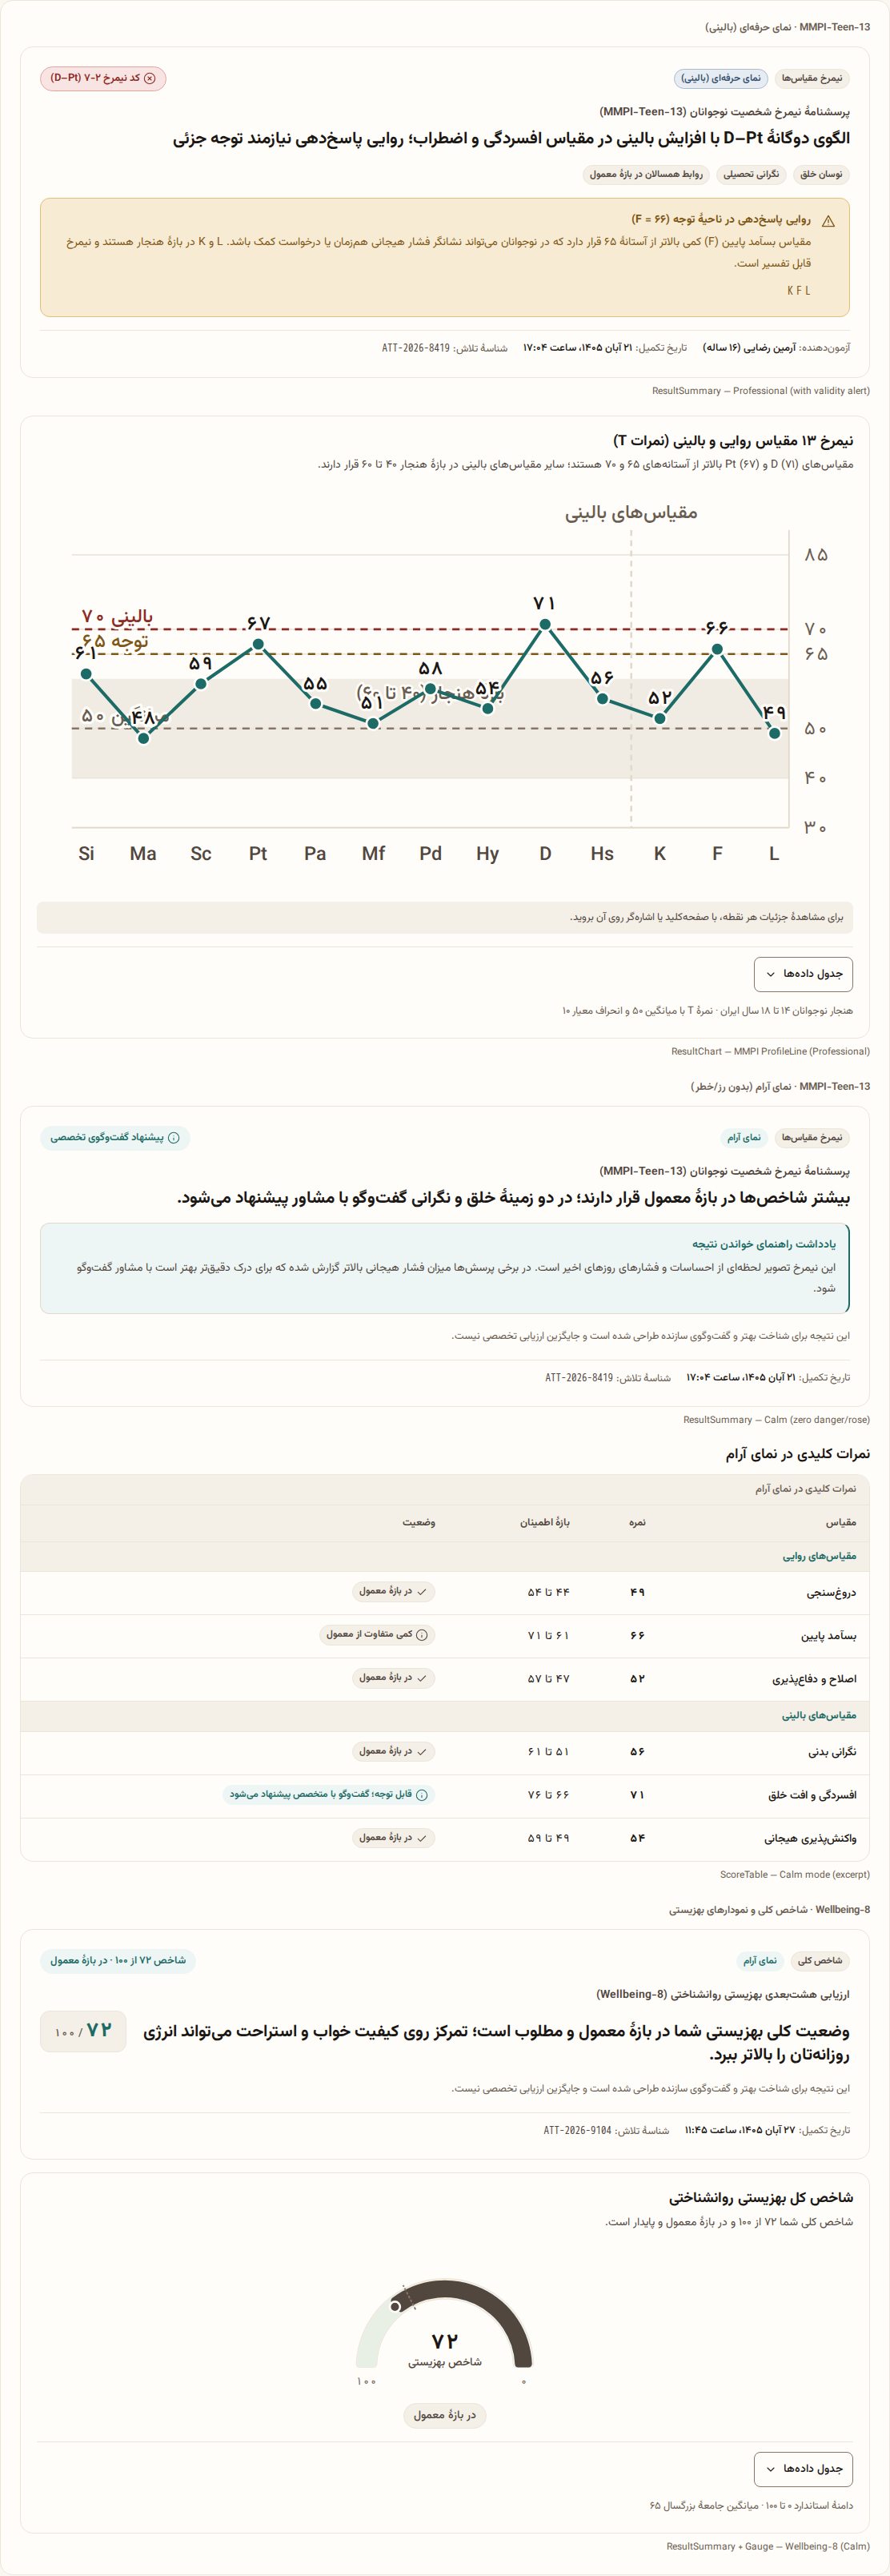 MMPI-Teen-13 · نمای حرفه‌ای (بالینی)
نیمرخ مقیاس‌ها
نمای حرفه‌ای (بالینی)
کد نیمرخ ۲-۷ (D–Pt)
پرسشنامهٔ نیمرخ شخصیت نوجوانان (MMPI-Teen-13)
الگوی دوگانهٔ D–Pt با افزایش بالینی در مقیاس افسردگی و اضطراب؛ روایی پاسخ‌دهی نیازمند توجه جزئی
نوسان خلق
نگرانی تحصیلی
روابط همسالان در بازهٔ معمول
روایی پاسخ‌دهی در ناحیهٔ توجه (F = ۶۶)
مقیاس بسآمد پایین (F) کمی بالاتر از آستانهٔ ۶۵ قرار دارد که در نوجوانان می‌تواند نشانگر فشار هیجانی هم‌زمان یا درخواست کمک باشد. L و K در بازهٔ هنجار هستند و نیمرخ
قابل تفسیر است.
K F L
آزمون‌دهنده: آرمین رضایی (۱۶ ساله) تاریخ تکمیل: ۲۱ آبان ۱۴۰۵، ساعت ۱۷:۰۴ شناسهٔ تلاش: ATT-2026-8419
ResultSummary — Professional (with validity alert)
نیمرخ ۱۳ مقیاس روایی و بالینی (نمرات T)
مقیاس‌های D (۷۱) و Pt (۶۷) بالاتر از آستانه‌های ۶۵ و ۷۰ هستند؛ سایر مقیاس‌های بالینی در بازهٔ هنجار ۴۰ تا ۶۰ قرار دارند.
مقیاس‌های بالینی
۸۵
۷۰
۶۵
۵۰
۴۰
۳۰
بالینی ۷۰
توجه ۶۵
میانگین ۵۰
بازهٔ هنجار (۴۰ تا ۶۰)
۶۱
۴۸
۵۹
۶۷
۵۵
۵۱
۵۸
۵۴
۷۱
۵۶
۵۲
۶۶
۴۹
Si Ma Sc Pt Pa Mf Pd Hy D Hs K F L
برای مشاهدهٔ جزئیات هر نقطه، با صفحه‌کلید یا اشاره‌گر روی آن بروید.
جدول داده‌ها
هنجار نوجوانان ۱۴ تا ۱۸ سال ایران · نمرهٔ T با میانگین ۵۰ و انحراف معیار ۱۰
ResultChart — MMPI ProfileLine (Professional)
MMPI-Teen-13 · نمای آرام (بدون رز/خطر)
نیمرخ مقیاس‌ها
نمای آرام
پیشنهاد گفت‌وگوی تخصصی
پرسشنامهٔ نیمرخ شخصیت نوجوانان (MMPI-Teen-13)
بیشتر شاخص‌ها در بازهٔ معمول قرار دارند؛ در دو زمینهٔ خلق و نگرانی گفت‌وگو با مشاور پیشنهاد می‌شود.
یادداشت راهنمای خواندن نتیجه
این نیمرخ تصویر لحظه‌ای از احساسات و فشارهای روزهای اخیر است. در برخی پرسش‌ها میزان فشار هیجانی بالاتر گزارش شده که برای درک دقیق‌تر بهتر است با مشاور گفت‌وگو
شود.
این نتیجه برای شناخت بهتر و گفت‌وگوی سازنده طراحی شده است و جایگزین ارزیابی تخصصی نیست.
تاریخ تکمیل: ۲۱ آبان ۱۴۰۵، ساعت ۱۷:۰۴ شناسهٔ تلاش: ATT-2026-8419
ResultSummary — Calm (zero danger/rose)
نمرات کلیدی در نمای آرام
نمرات کلیدی در نمای آرام
مقیاس نمره بازهٔ اطمینان وضعیت
مقیاس‌های روایی
دروغ‌سنجی ۴۹ ۴۴ تا ۵۴ در بازهٔ معمول
بسآمد پایین ۶۶ ۶۱ تا ۷۱ کمی متفاوت از معمول
اصلاح و دفاع‌پذیری ۵۲ ۴۷ تا ۵۷ در بازهٔ معمول
مقیاس‌های بالینی
نگرانی بدنی ۵۶ ۵۱ تا ۶۱ در بازهٔ معمول
افسردگی و افت خلق ۷۱ ۶۶ تا ۷۶ قابل توجه؛ گفت‌وگو با متخصص پیشنهاد می‌شود
واکنش‌پذیری هیجانی ۵۴ ۴۹ تا ۵۹ در بازهٔ معمول
ScoreTable — Calm mode (excerpt)
Wellbeing-8 · شاخص کلی و نمودارهای بهزیستی
شاخص کلی
نمای آرام
شاخص ۷۲ از ۱۰۰ · در بازهٔ معمول
ارزیابی هشت‌بعدی بهزیستی روانشناختی (Wellbeing-8)
وضعیت کلی بهزیستی شما در بازهٔ معمول و مطلوب است؛ تمرکز روی کیفیت خواب و استراحت می‌تواند انرژی
روزانه‌تان را بالاتر ببرد.
۷۲ / ۱۰۰
این نتیجه برای شناخت بهتر و گفت‌وگوی سازنده طراحی شده است و جایگزین ارزیابی تخصصی نیست.
تاریخ تکمیل: ۲۷ آبان ۱۴۰۵، ساعت ۱۱:۴۵ شناسهٔ تلاش: ATT-2026-9104
شاخص کل بهزیستی روانشناختی
شاخص کلی شما ۷۲ از ۱۰۰ و در بازهٔ معمول و پایدار است.
۷۲
شاخص بهزیستی
۰
۱۰۰
در بازهٔ معمول
جدول داده‌ها
دامنهٔ استاندارد ۰ تا ۱۰۰ · میانگین جامعهٔ بزرگسال ۶۵
ResultSummary + Gauge — Wellbeing-8 (Calm)